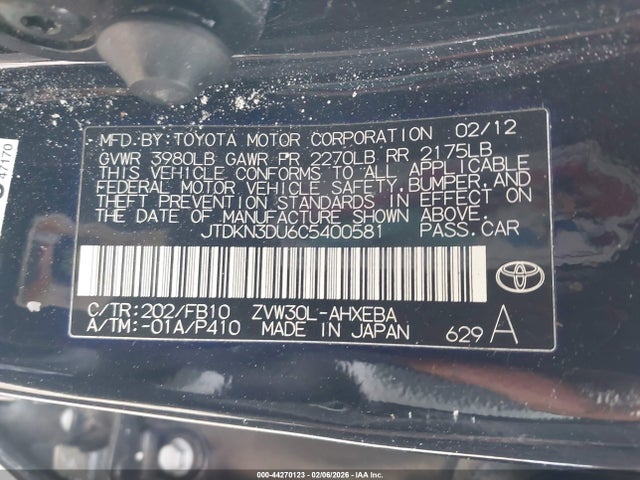 MFD.BY:TOYOTA MOTOR CORPORATION 02/12
GVWR 3980LB GAWR FR 2270LB RR 2175LB
THIS VEHICLE CONFORMS TO ALL APPLICABLE
FEDERAL MOTOR VEHICLE SAFETY, BUMPER, AND
THEFT PREVENTION STANDARDS IN EFFECT ON
THE DATE OF MANUFACTURE SHOWN ABOVE.
JTDKN3DU6C5400581 PASS.CAR
C/TR:202/FB10 ZVW30L-AHXEBA
A/TM:-01A/P410 MADE IN JAPAN 629 A
47170
000-44270123 - 02/06/2026 - IAA Inc.